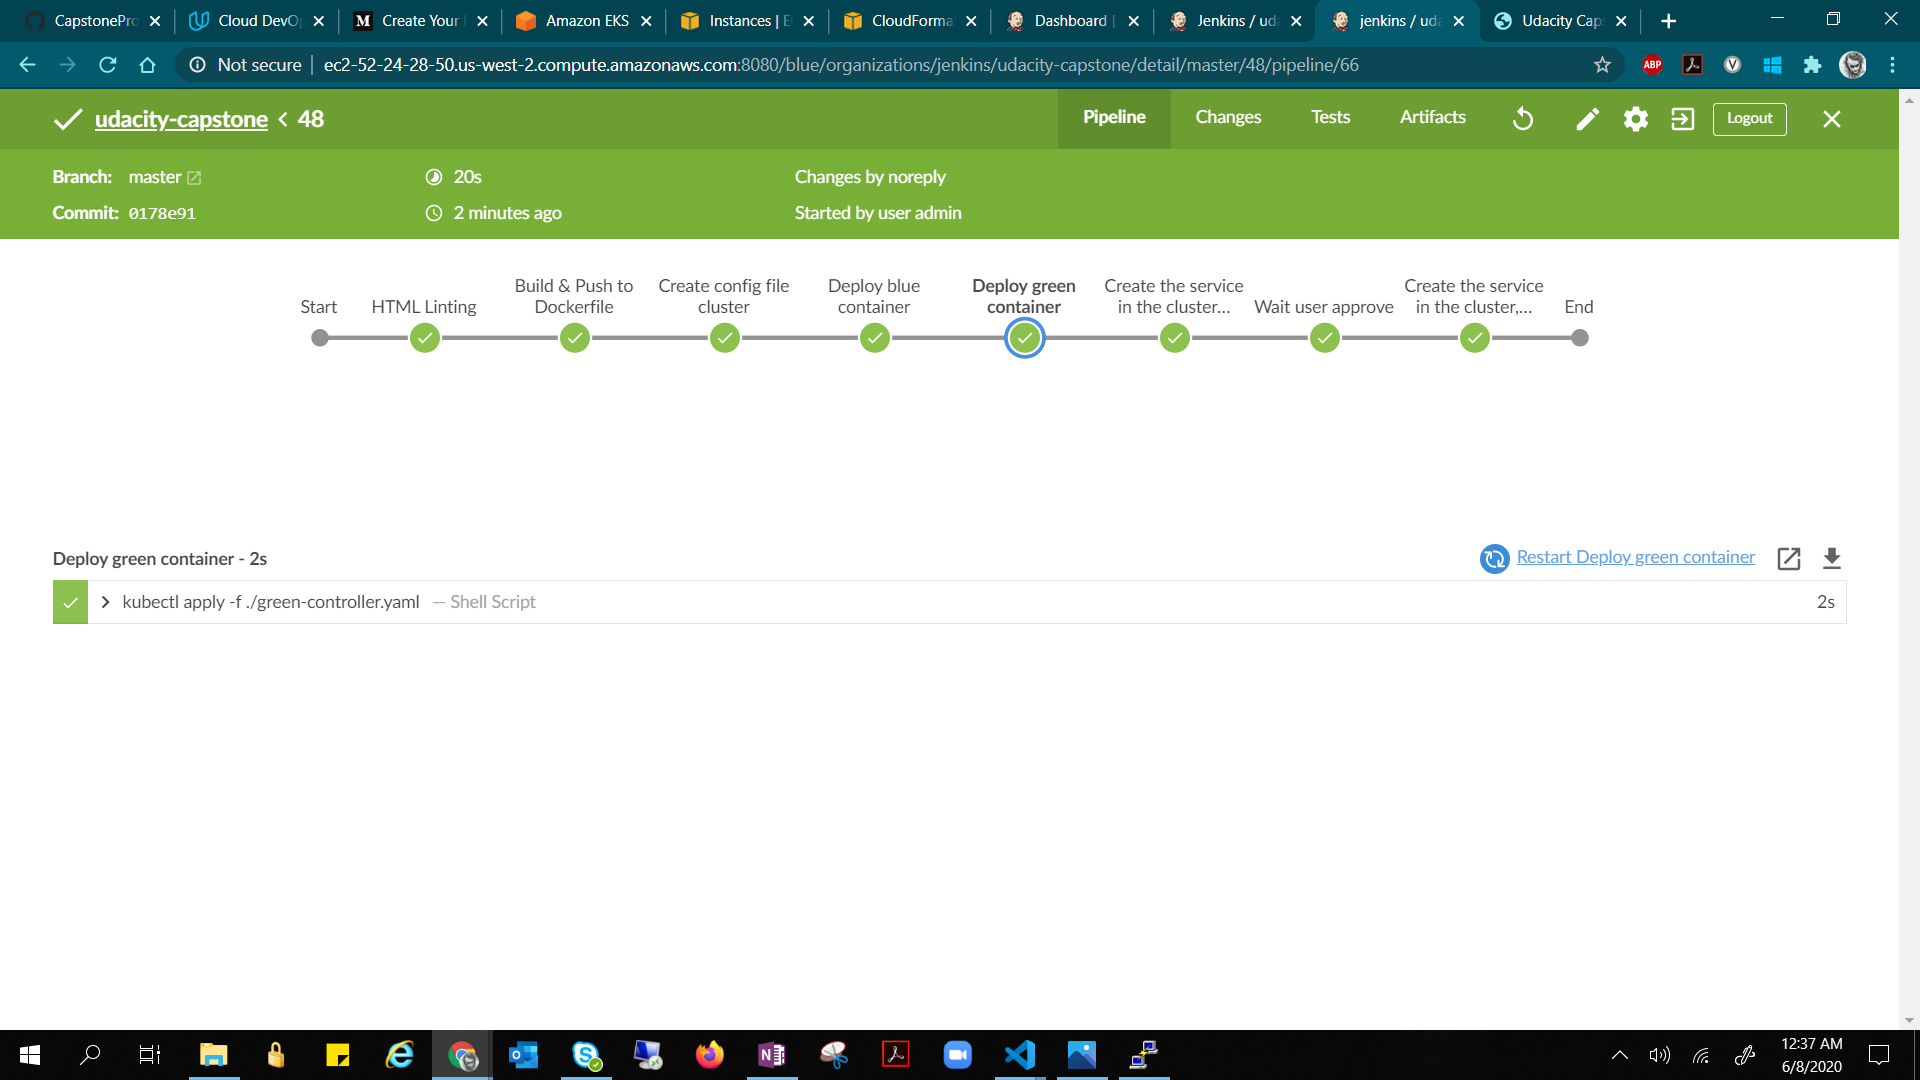 CapstonePro
Cloud DevO
Create Your
Amazon EKS
Instances | E
CloudForma
Dashboard [
Jenkins / uda
jenkins / uda
Udacity Cap
Not secure
ec2-52-24-28-50.us-west-2.compute.amazonaws.com:8080/blue/organizations/jenkins/udacity-capstone/detail/master/48/pipeline/66
ABP
udacity-capstone < 48
Pipeline
Changes
Tests
Artifacts
Logout
Branch: master
20s
Changes by noreply
Commit: 0178e91
2 minutes ago
Started by user admin
Start
HTML Linting
Build & Push to
Dockerfile
Create config file
cluster
Deploy blue
container
Deploy green
container
Create the service
in the cluster...
Wait user approve
Create the service
in the cluster,...
End
Deploy green container - 2s
Restart Deploy green container
kubectl apply -f ./green-controller.yaml — Shell Script
2s
12:37 AM
6/8/2020